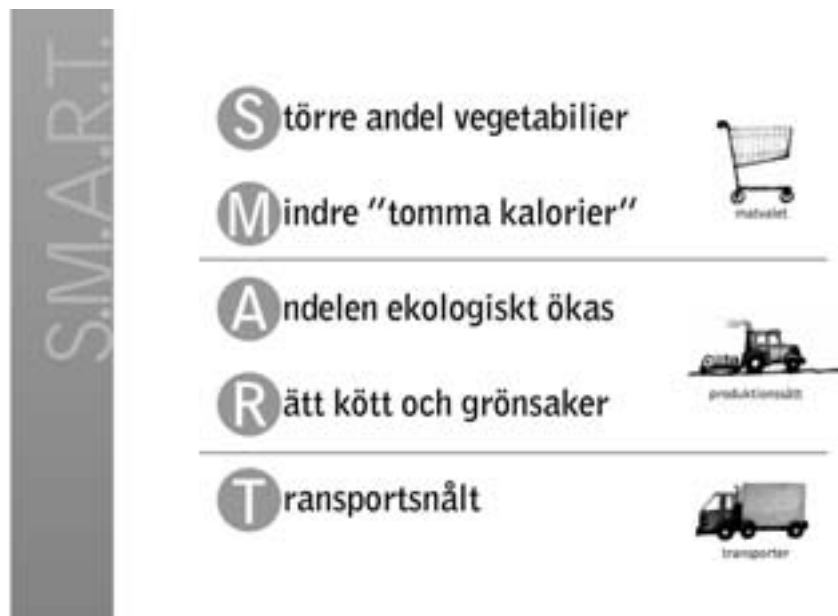 S.M.A.R.T.
Större andel vegetabilier
Mindre ”tomma kalorier”
matvalet
Andelen ekologiskt ökas
Rätt kött och grönsaker
produktionssätt
Transportsnålt
transporter